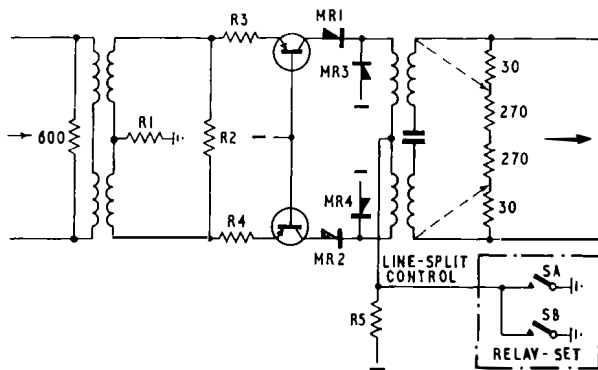 R3
MR1
30
MR3
600
R1
R2
270
270
MR4
R4
30
MR2
LINE-SPLIT
CONTROL
SA
R5
SB
RELAY-SET